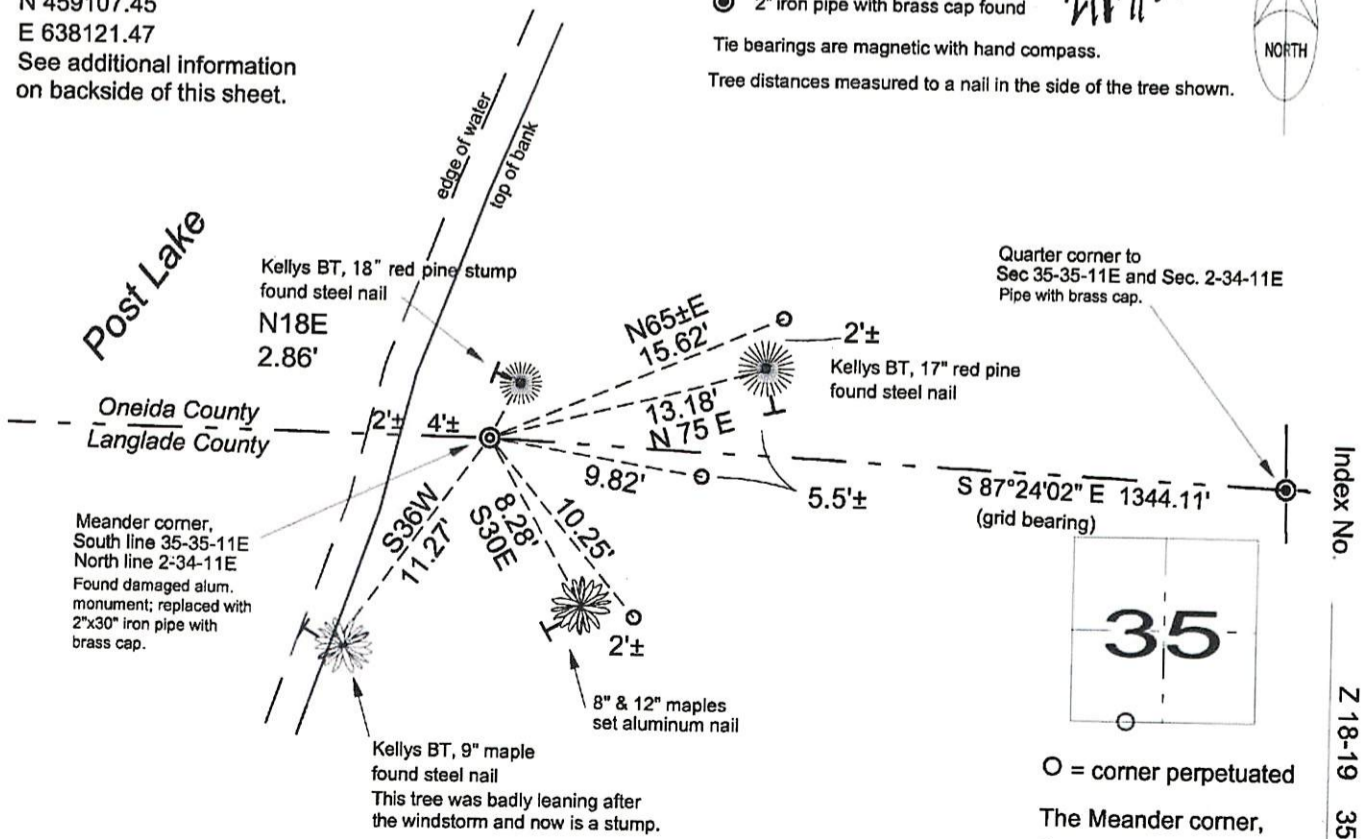 N 459107.45
E 638121.47
See additional information
on backside of this sheet.
2" iron pipe with brass cap found
Tie bearings are magnetic with hand compass.
Tree distances measured to a nail in the side of the tree shown.
NORTH
edge of water
top of bank
Post Lake
Kellys BT, 18" red pine stump
found steel nail
N18E
2.86'
Quarter corner to
Sec 35-35-11E and Sec. 2-34-11E
Pipe with brass cap.
N65±E
15.62'
2'±
Kellys BT, 17" red pine
found steel nail
13.18'
N 75 E
Oneida County
Langlade County
2'±
4'±
9.82'
5.5'±
S 87°24'02" E 1344.11'
(grid bearing)
Index No.
Meander corner,
South line 35-35-11E
North line 2-34-11E
Found damaged alum.
monument; replaced with
2"x30" iron pipe with
brass cap.
S36W
11.27'
8.28'
S30E
10.25'
2'±
8" & 12" maples
set aluminum nail
Kellys BT, 9" maple
found steel nail
This tree was badly leaning after
the windstorm and now is a stump.
35
O = corner perpetuated
The Meander corner,
Z 18-19 35